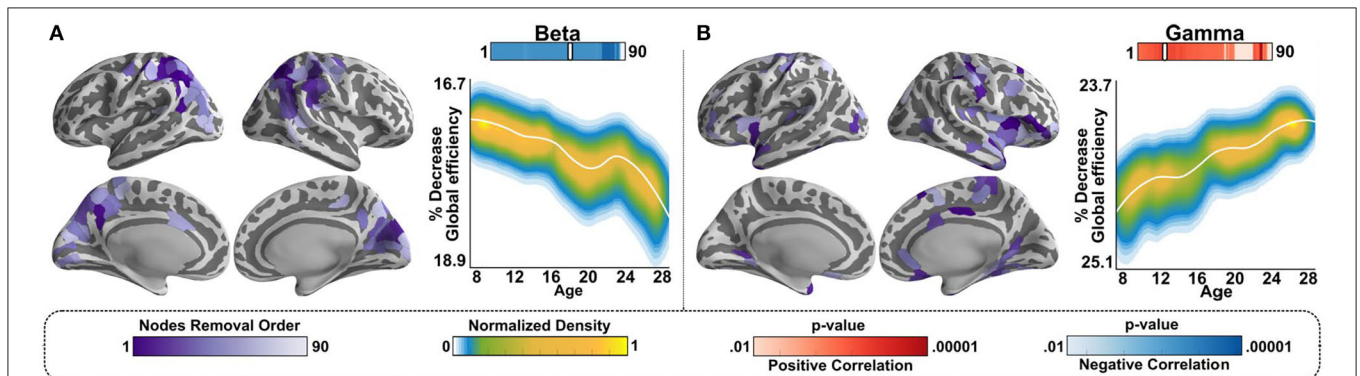 A
Beta
1 90
16.7
% Decrease
Global efficiency
18.9
8 12 16 20 24 28
Age
B
Gamma
1 90
23.7
% Decrease
Global efficiency
25.1
8 12 16 20 24 28
Age
Nodes Removal Order
1 90
Normalized Density
0 1
p-value
.01 .00001
Positive Correlation
p-value
.01 .00001
Negative Correlation